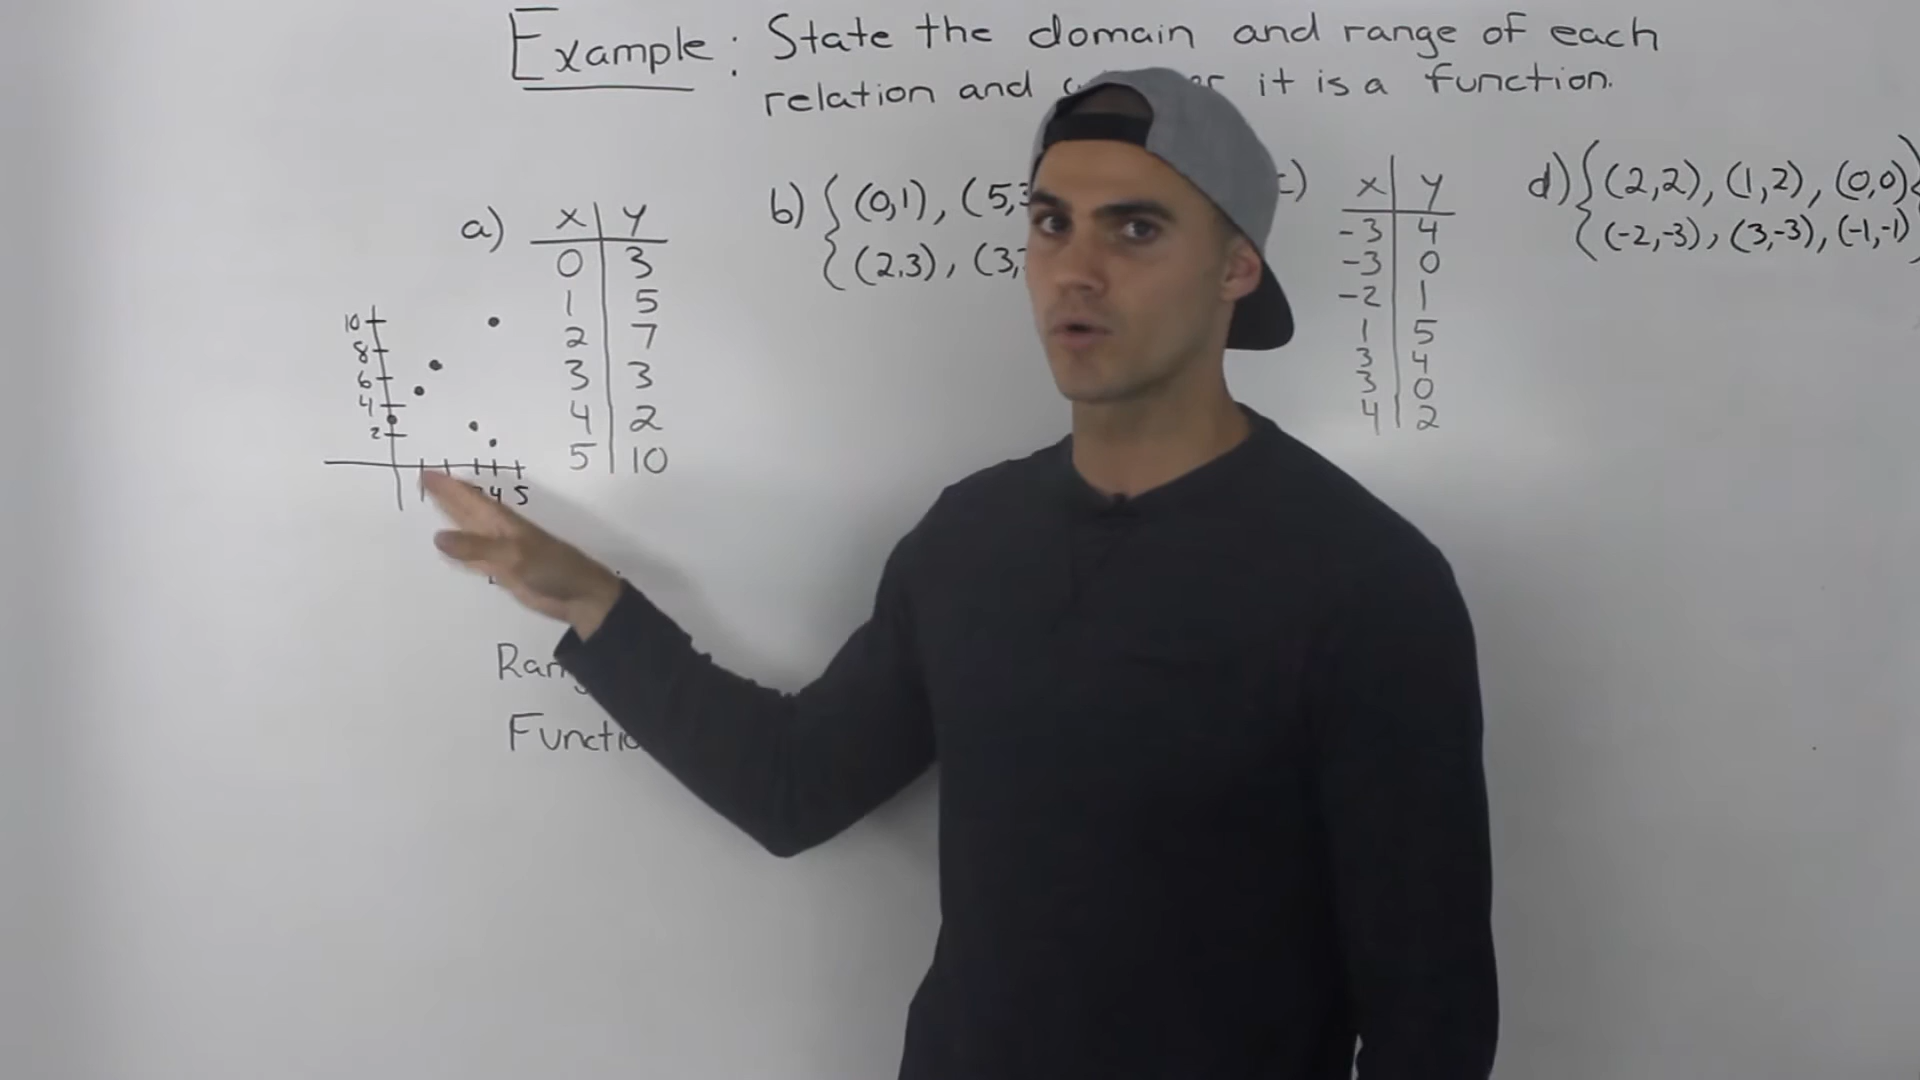 Example: State the domain and range of each
relation and it is a function.
a) x y
0 3
1 5
2 7
3 3
4 2
5 10
10
8
6
4
2
4 5
b) { (0,1), (5,3
(2,3), (3,
c) x y
-3 4
-3 0
-2 1
1 5
3 4
3 0
4 2
d) { (2,2), (1,2), (0,0) }
(-2,-3), (3,-3), (-1,-1)